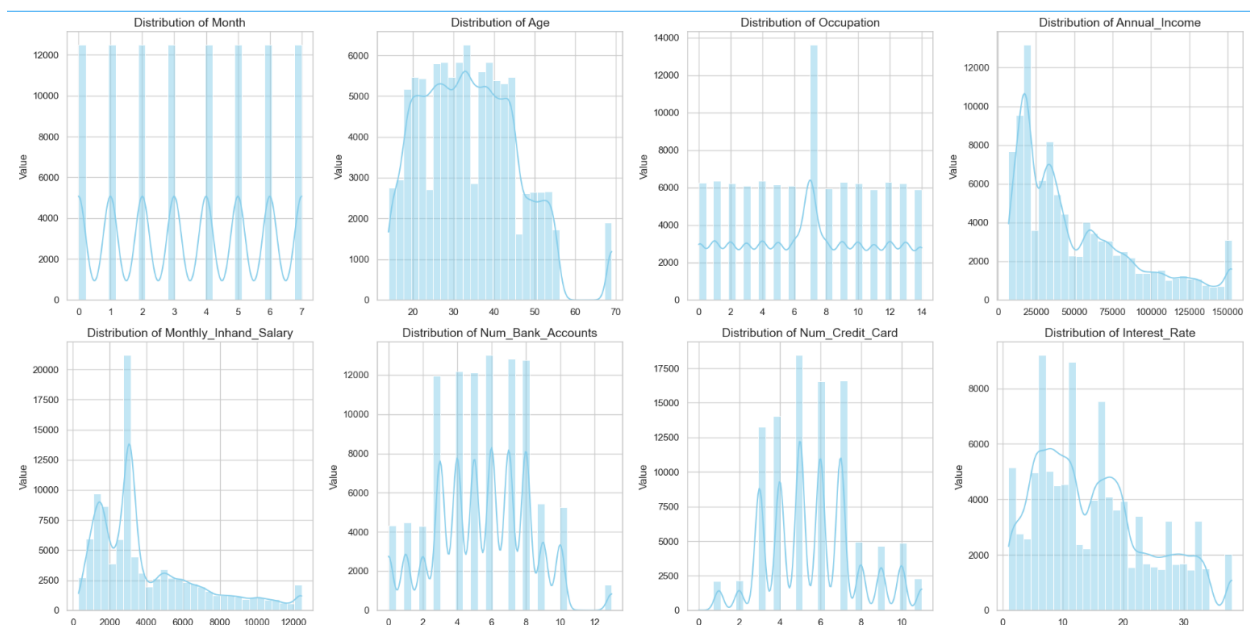 Distribution of Month
Distribution of Age
Distribution of Occupation
Distribution of Annual_Income
Value
12000
10000
8000
6000
4000
2000
0
0 1 2 3 4 5 6 7
Value
6000
5000
4000
3000
2000
1000
0
20 30 40 50 60 70
Value
14000
12000
10000
8000
6000
4000
2000
0
0 2 4 6 8 10 12 14
Value
12000
10000
8000
6000
4000
2000
0
0 25000 50000 75000 100000 125000 150000
Distribution of Monthly_Inhand_Salary
Distribution of Num_Bank_Accounts
Distribution of Num_Credit_Card
Distribution of Interest_Rate
Value
20000
17500
15000
12500
10000
7500
5000
2500
0
0 2000 4000 6000 8000 10000 12000
Value
12000
10000
8000
6000
4000
2000
0
0 2 4 6 8 10 12
Value
17500
15000
12500
10000
7500
5000
2500
0
0 2 4 6 8 10
Value
8000
6000
4000
2000
0
0 10 20 30